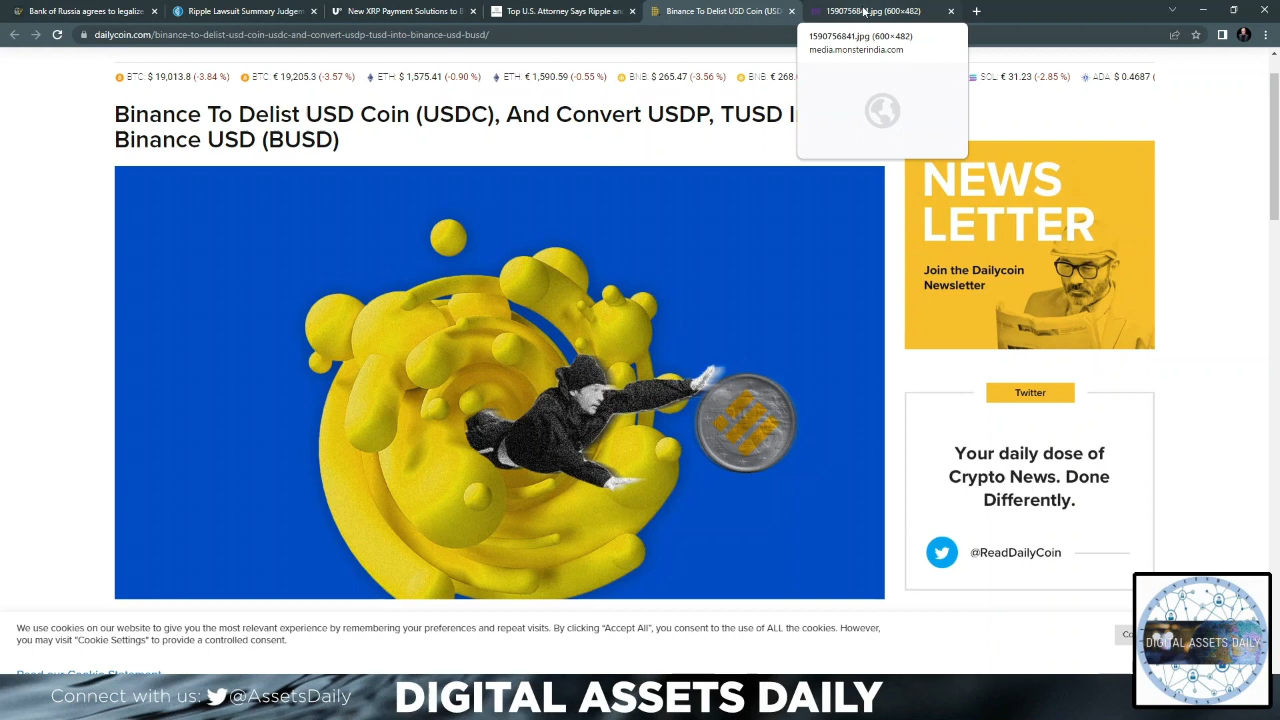 Bank of Russia agrees to legalize
Ripple Lawsuit Summary Judgem
New XRP Payment Solutions to E
Top U.S. Attorney Says Ripple an
Binance To Delist USD Coin (USD
1590756841.jpg (600×482)
dailycoin.com/binance-to-delist-usd-coin-usdc-and-convert-usdp-tusd-into-binance-usd-busd/
1590756841.jpg (600×482)
media.monsterindia.com
BTC: $ 19,013.8 (-3.84 %)
BTC: € 19,205.3 (-3.57 %)
ETH: $ 1,575.41 (-0.90 %)
ETH: € 1,590.59 (-0.55 %)
BNB: $ 265.47 (-3.56 %)
BNB: € 268.
SOL: € 31.23 (-2.85 %)
ADA: $ 0.4687 (
Binance To Delist USD Coin (USDC), And Convert USDP, TUSD I
Binance USD (BUSD)
NEWS
LETTER
Join the Dailycoin
Newsletter
Twitter
Your daily dose of
Crypto News. Done
Differently.
@ReadDailyCoin
We use cookies on our website to give you the most relevant experience by remembering your preferences and repeat visits. By clicking “Accept All”, you consent to the use of ALL the cookies. However,
you may visit "Cookie Settings" to provide a controlled consent.
Read our Cookie Statement
Co
DIGITAL ASSETS DAILY
Connect with us: @AssetsDaily
DIGITAL ASSETS DAILY